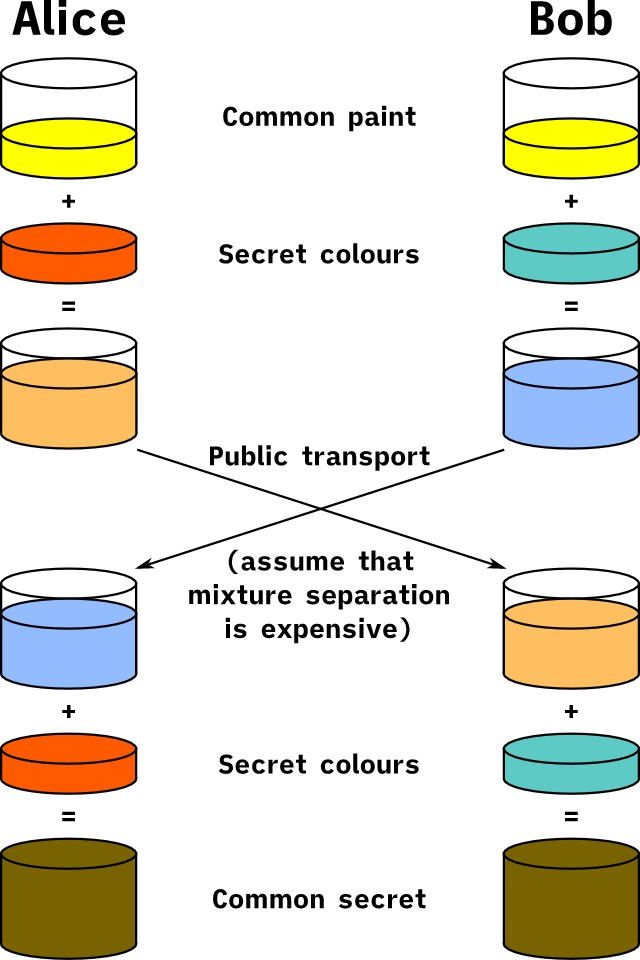 Alice Bob
Common paint
+ +
Secret colours
= =
Public transport
(assume that
mixture separation
is expensive)
+ +
Secret colours
= =
Common secret